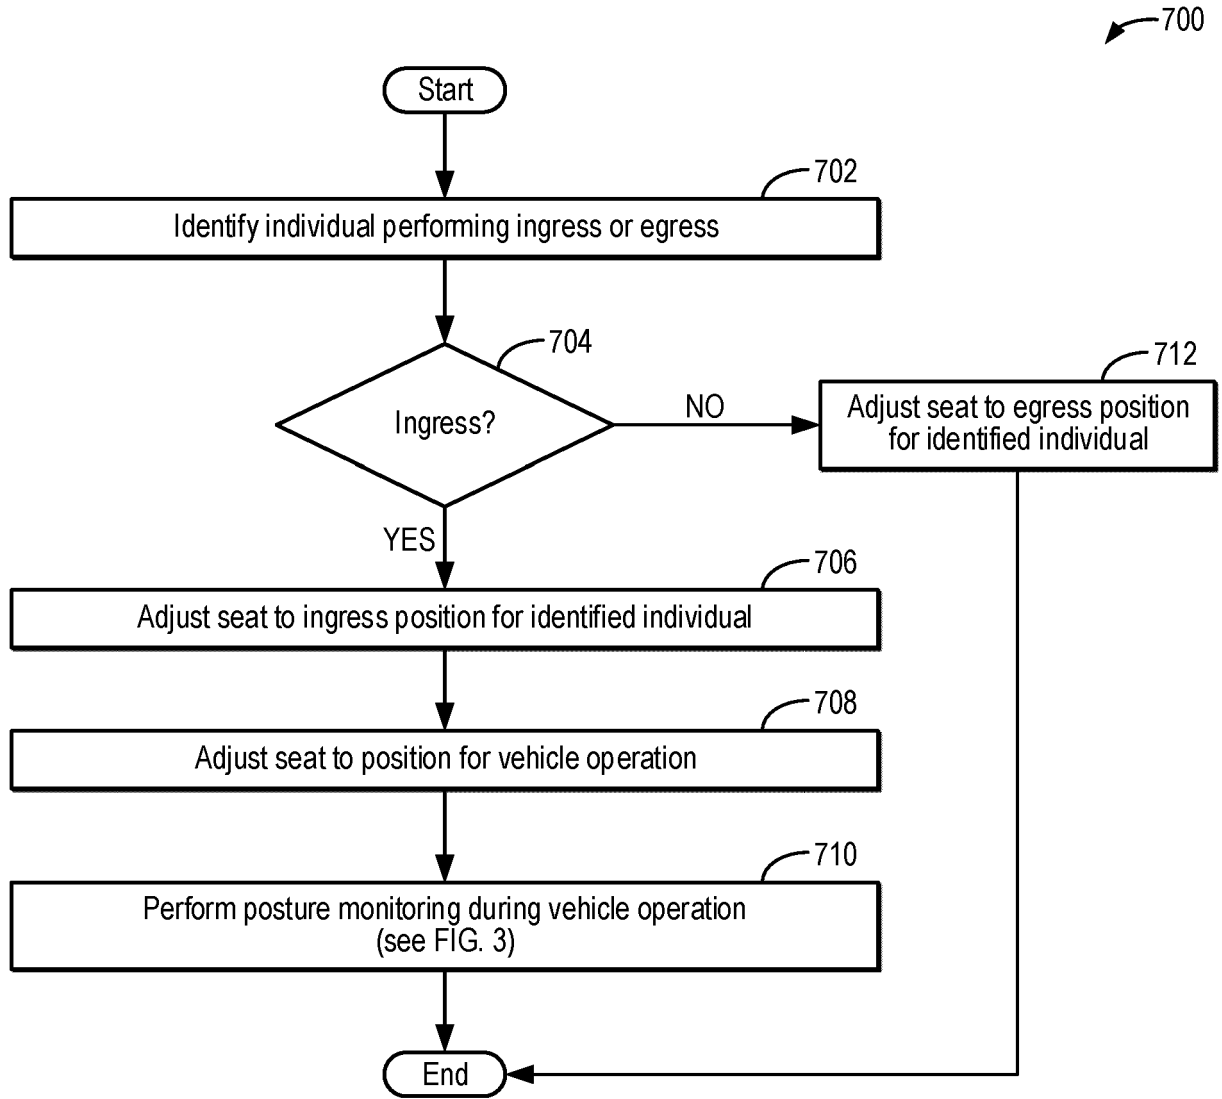 700
Start
702
Identify individual performing ingress or egress
704
712
Ingress?
NO
Adjust seat to egress position
for identified individual
YES
706
Adjust seat to ingress position for identified individual
708
Adjust seat to position for vehicle operation
710
Perform posture monitoring during vehicle operation
(see FIG. 3)
End